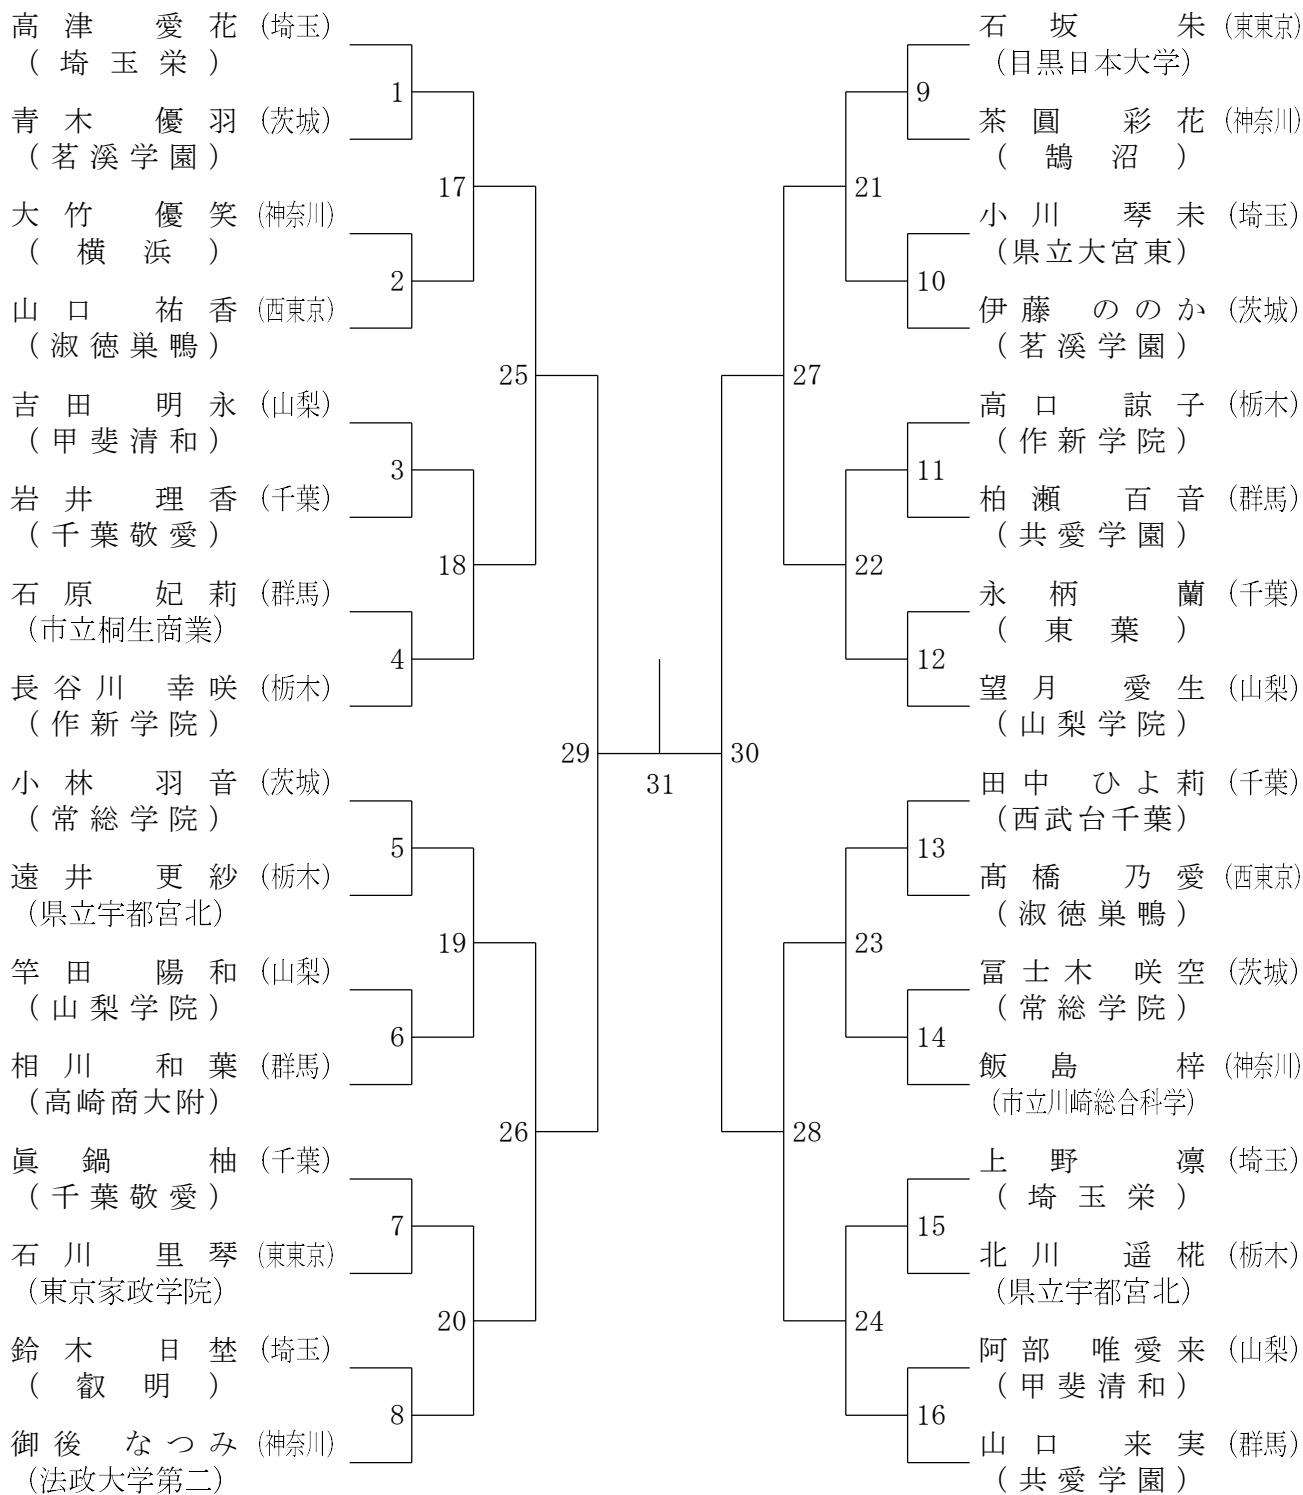 高津 愛花 (埼玉)
(埼玉栄)
1
青木 優羽 (茨城)
(茗溪学園)
17
大竹 優笑 (神奈川)
(横浜)
2
山口 祐香 (西東京)
(淑徳巣鴨)
25
吉田 明永 (山梨)
(甲斐清和)
3
岩井 理香 (千葉)
(千葉敬愛)
18
石原 妃莉 (群馬)
(市立桐生商業)
4
長谷川 幸咲 (栃木)
(作新学院)
29
小林 羽音 (茨城)
(常総学院)
5
遠井 更紗 (栃木)
(県立宇都宮北)
19
竿田 陽和 (山梨)
(山梨学院)
6
相川 和葉 (群馬)
(高崎商大附)
26
眞鍋 柚 (千葉)
(千葉敬愛)
7
石川 里琴 (東東京)
(東京家政学院)
20
鈴木 日埜 (埼玉)
(叡明)
8
御後 なつみ (神奈川)
(法政大学第二)
31
石坂 朱 (東東京)
(目黒日本大学)
9
茶圓 彩花 (神奈川)
(鵠沼)
21
小川 琴未 (埼玉)
(県立大宮東)
10
伊藤 ののか (茨城)
(茗溪学園)
27
高口 諒子 (栃木)
(作新学院)
11
柏瀬 百音 (群馬)
(共愛学園)
22
永柄 蘭 (千葉)
(東葉)
12
望月 愛生 (山梨)
(山梨学院)
30
田中 ひよ莉 (千葉)
(西武台千葉)
13
髙橋 乃愛 (西東京)
(淑徳巣鴨)
23
冨士木 咲空 (茨城)
(常総学院)
14
飯島 梓 (神奈川)
(市立川崎総合科学)
28
上野 凛 (埼玉)
(埼玉栄)
15
北川 遥椛 (栃木)
(県立宇都宮北)
24
阿部 唯愛来 (山梨)
(甲斐清和)
16
山口 来実 (群馬)
(共愛学園)